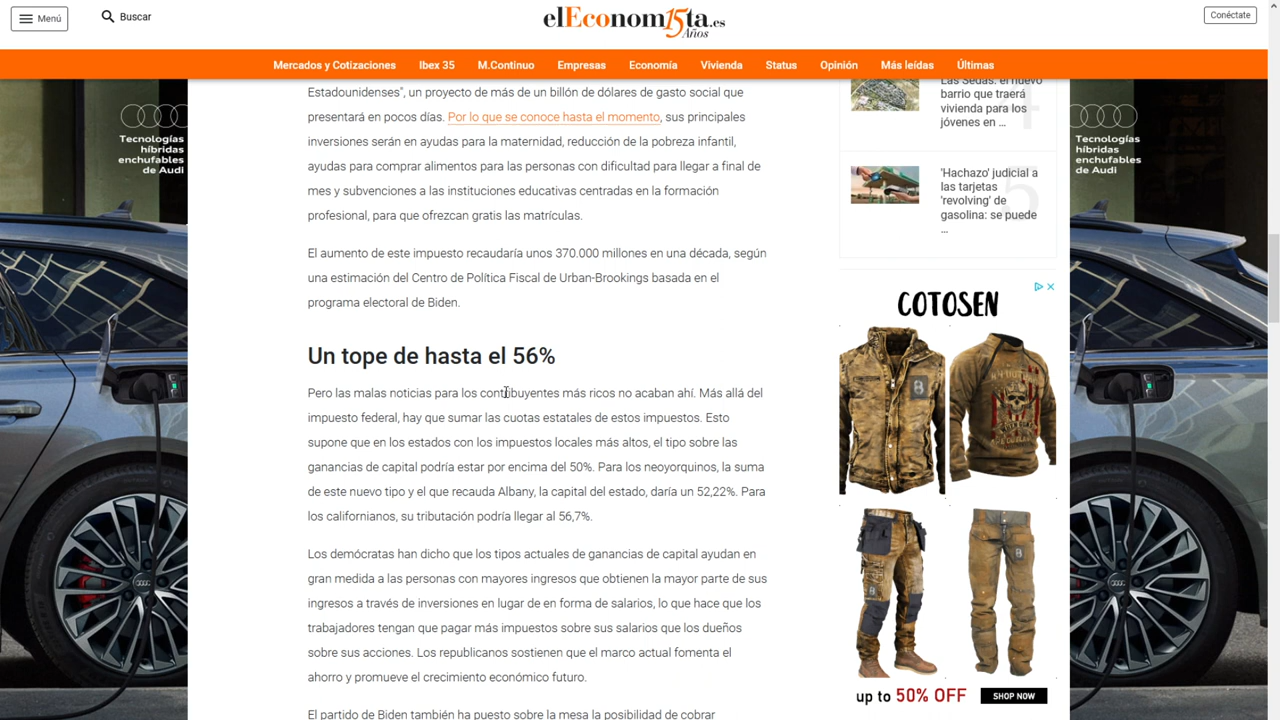 Menú
Buscar
elEconom15ta.es
Años
Conéctate
Mercados y Cotizaciones Ibex 35 M.Continuo Empresas Economía Vivienda Status Opinión Más leídas Últimas
Tecnologías
híbridas
enchufables
de Audi
Estadounidenses", un proyecto de más de un billón de dólares de gasto social que
presentará en pocos días. Por lo que se conoce hasta el momento, sus principales
inversiones serán en ayudas para la maternidad, reducción de la pobreza infantil,
ayudas para comprar alimentos para las personas con dificultad para llegar a final de
mes y subvenciones a las instituciones educativas centradas en la formación
profesional, para que ofrezcan gratis las matrículas.
El aumento de este impuesto recaudaría unos 370.000 millones en una década, según
una estimación del Centro de Política Fiscal de Urban-Brookings basada en el
programa electoral de Biden.
Un tope de hasta el 56%
Pero las malas noticias para los contribuyentes más ricos no acaban ahí. Más allá del
impuesto federal, hay que sumar las cuotas estatales de estos impuestos. Esto
supone que en los estados con los impuestos locales más altos, el tipo sobre las
ganancias de capital podría estar por encima del 50%. Para los neoyorquinos, la suma
de este nuevo tipo y el que recauda Albany, la capital del estado, daría un 52,22%. Para
los californianos, su tributación podría llegar al 56,7%.
Los demócratas han dicho que los tipos actuales de ganancias de capital ayudan en
gran medida a las personas con mayores ingresos que obtienen la mayor parte de sus
ingresos a través de inversiones en lugar de en forma de salarios, lo que hace que los
trabajadores tengan que pagar más impuestos sobre sus salarios que los dueños
sobre sus acciones. Los republicanos sostienen que el marco actual fomenta el
ahorro y promueve el crecimiento económico futuro.
El partido de Biden también ha puesto sobre la mesa la posibilidad de cobrar
4
Las Sedas: el nuevo
barrio que traerá
vivienda para los
jóvenes en ...
5
'Hachazo' judicial a
las tarjetas
'revolving' de
gasolina: se puede
...
COTOSEN
up to 50% OFF
SHOP NOW
Tecnologías
híbridas
enchufables
de Audi